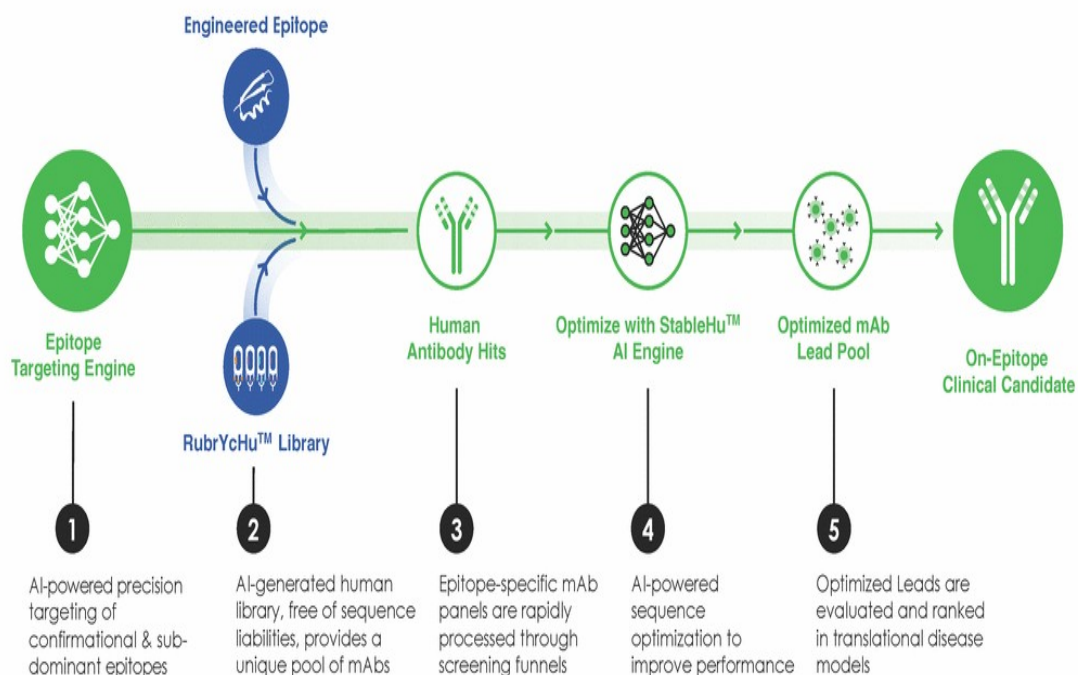 Engineered Epitope
Epitope
Targeting Engine
RubrYcHu™ Library
Human
Antibody Hits
Optimize with StableHu™
AI Engine
Optimized mAb
Lead Pool
On-Epitope
Clinical Candidate
1
AI-powered precision
targeting of
confirmational & sub-
dominant epitopes
2
AI-generated human
library, free of sequence
liabilities, provides a
unique pool of mAbs
3
Epitope-specific mAb
panels are rapidly
processed through
screening funnels
4
AI-powered
sequence
optimization to
improve performance
5
Optimized Leads are
evaluated and ranked
in translational disease
models